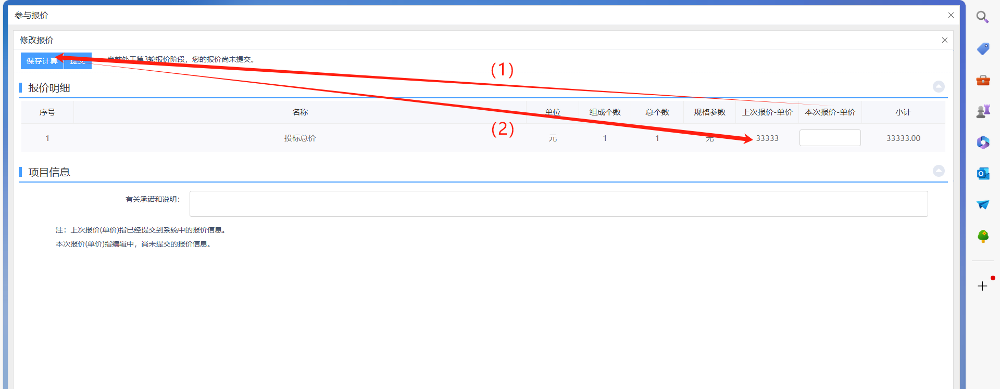 参与报价
修改报价
保存计算 提交 当前处于第3轮报价阶段，您的报价尚未提交。
(1)
报价明细
序号 名称 单位 组成个数 总个数 规格参数 上次报价-单价 本次报价-单价 小计
(2)
1 投标总价 元 1 1 无 33333 33333.00
项目信息
有关承诺和说明：
注：上次报价(单价)指已经提交到系统中的报价信息。
本次报价(单价)指编辑中，尚未提交的报价信息。